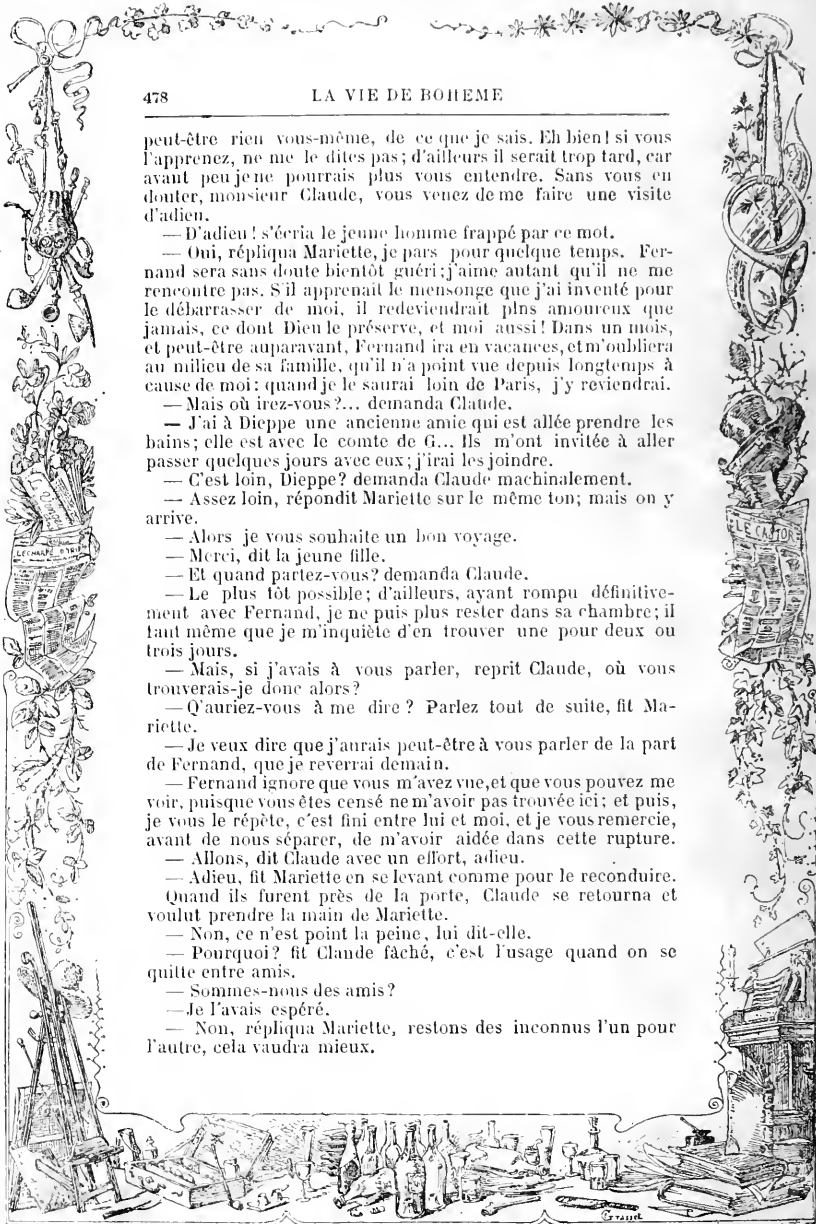 478 LA VIE DE BOHEME
peut-être rien vous-même, de ce que je sais. Eh bien! si vous
l'apprenez, ne me le dites pas; d'ailleurs il serait trop tard, car
avant peu je ne pourrais plus vous entendre. Sans vous en
douter, monsieur Claude, vous venez de me faire une visite
d'adieu.
— D'adieu! s'écria le jeune homme frappé par ce mot.
— Oui, répliqua Mariette, je pars pour quelque temps. Fer-
nand sera sans doute bientôt guéri; j'aime autant qu'il ne me
rencontre pas. S'il apprenait le mensonge que j'ai inventé pour
le débarrasser de moi, il redeviendrait plus amoureux que
jamais, ce dont Dieu le préserve, et moi aussi! Dans un mois,
et peut-être auparavant, Fernand ira en vacances, et m'oubliera
au milieu de sa famille, qu'il n'a point vue depuis longtemps à
cause de moi: quand je le saurai loin de Paris, j'y reviendrai.
— Mais où irez-vous?... demanda Claude.
— J'ai à Dieppe une ancienne amie qui est allée prendre les
bains; elle est avec le comte de G... Ils m'ont invitée à aller
passer quelques jours avec eux; j'irai les joindre.
— C'est loin, Dieppe? demanda Claude machinalement.
— Assez loin, répondit Mariette sur le même ton; mais on y
arrive.
— Alors je vous souhaite un bon voyage.
— Merci, dit la jeune fille.
— Et quand partez-vous? demanda Claude.
— Le plus tôt possible; d'ailleurs, ayant rompu définitive-
ment avec Fernand, je ne puis plus rester dans sa chambre; il
faut même que je m'inquiète d'en trouver une pour deux ou
trois jours.
— Mais, si j'avais à vous parler, reprit Claude, où vous
trouverais-je donc alors?
— Q'auriez-vous à me dire? Parlez tout de suite, fit Ma-
riette.
— Je veux dire que j'aurais peut-être à vous parler de la part
de Fernand, que je reverrai demain.
— Fernand ignore que vous m'avez vue, et que vous pouvez me
voir, puisque vous êtes censé ne m'avoir pas trouvée ici; et puis,
je vous le répète, c'est fini entre lui et moi, et je vous remercie,
avant de nous séparer, de m'avoir aidée dans cette rupture.
— Allons, dit Claude avec un effort, adieu.
— Adieu, fit Mariette en se levant comme pour le reconduire.
Quand ils furent près de la porte, Claude se retourna et
voulut prendre la main de Mariette.
— Non, ce n'est point la peine, lui dit-elle.
— Pourquoi? fit Claude fâché, c'est l'usage quand on se
quitte entre amis.
— Sommes-nous des amis?
— Je l'avais espéré.
— Non, répliqua Mariette, restons des inconnus l'un pour
l'autre, cela vaudra mieux.
L'ECHARPE D'IRIS
LE CASTOR
Grasset